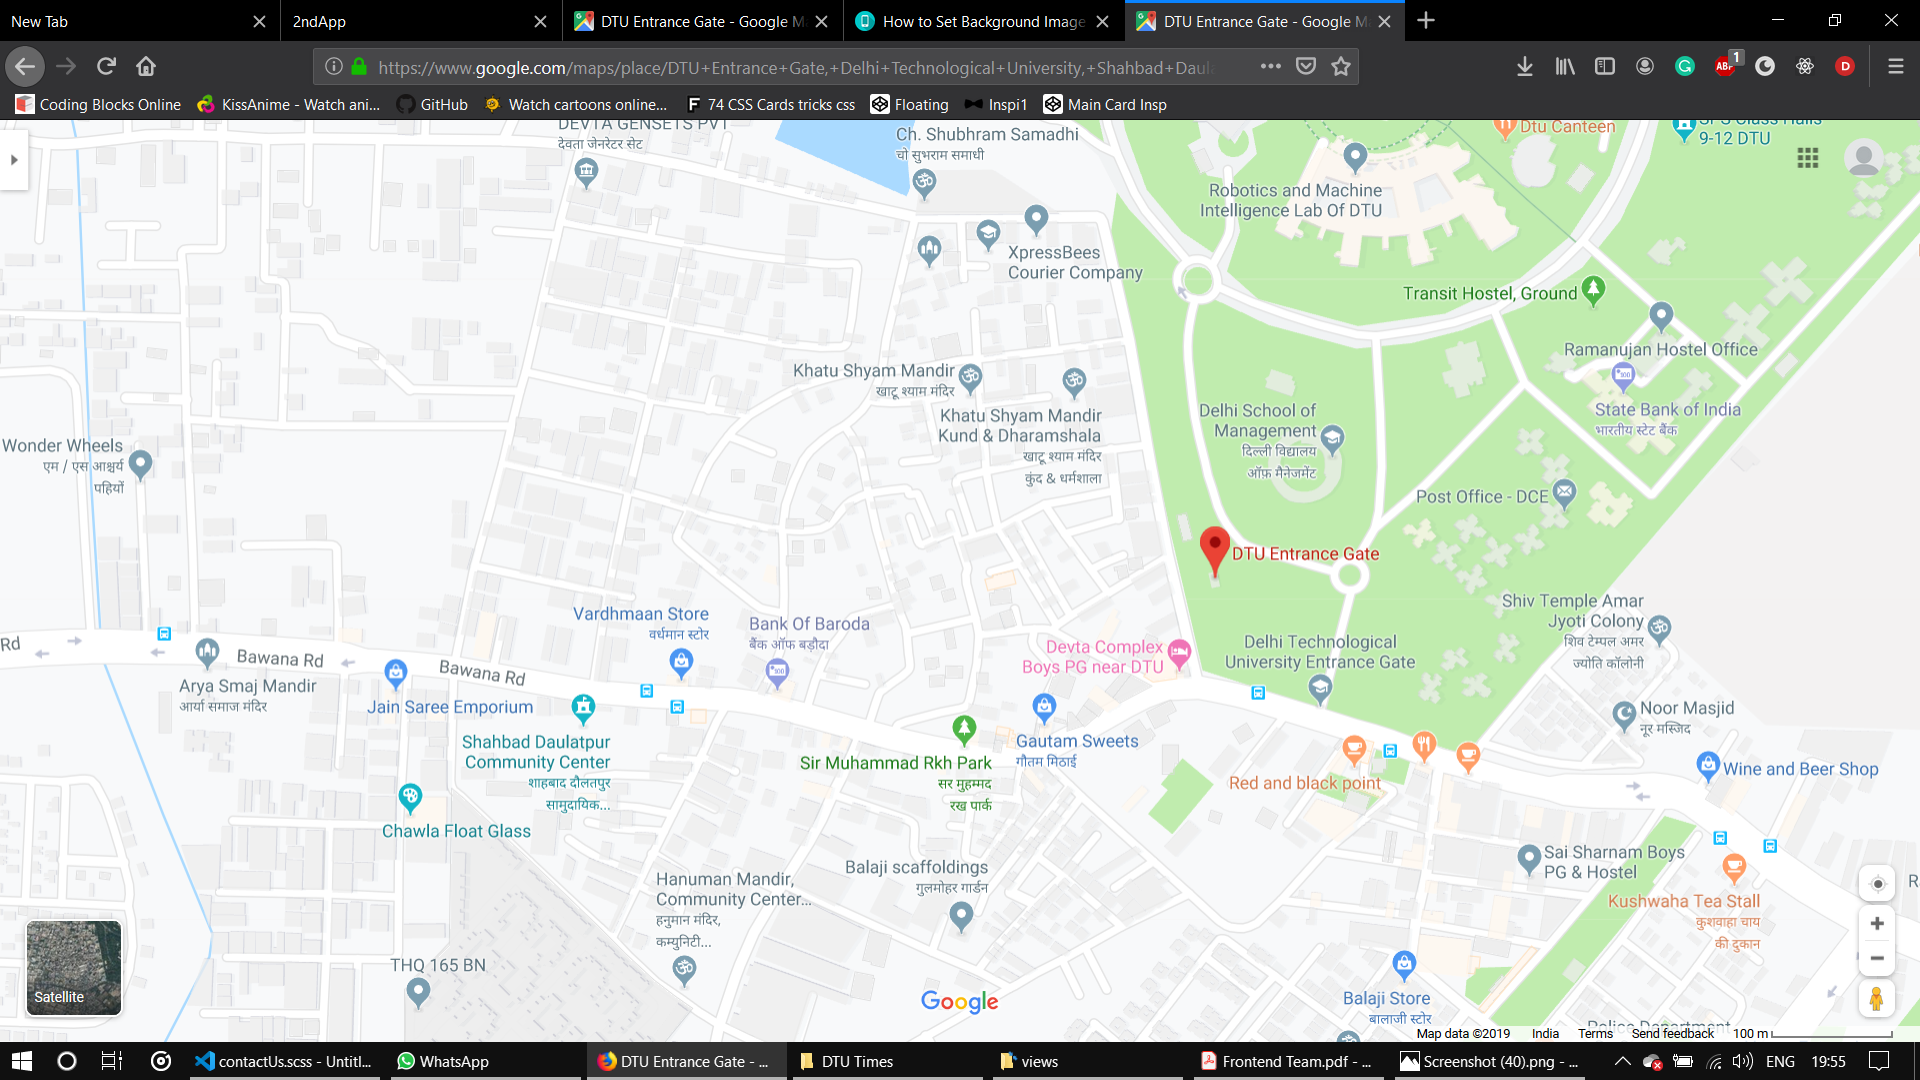 New Tab
2ndApp
DTU Entrance Gate - Google M
How to Set Background Image
DTU Entrance Gate - Google M
https://www.google.com/maps/place/DTU+Entrance+Gate,+Delhi+Technological+University,+Shahbad+Daul
ABP 1
G
D
Coding Blocks Online
KissAnime - Watch ani...
GitHub
Watch cartoons online...
F
74 CSS Cards tricks css
Floating
Inspi1
Main Card Insp
DEVTA GENSETS PVT
देवता जेनरेटर सेट
Ch. Shubhram Samadhi
चो सुभराम समाधी
Dtu Canteen
9-12 DTU
Robotics and Machine
Intelligence Lab Of DTU
XpressBees
Courier Company
Transit Hostel, Ground
Ramanujan Hostel Office
State Bank of India
भारतीय स्टेट बैंक
Khatu Shyam Mandir
खाटू श्याम मंदिर
Khatu Shyam Mandir
Kund & Dharamshala
खाटू श्याम मंदिर
कुंद & धर्मशाला
Delhi School of
Management
दिल्ली विद्यालय
ऑफ़ मैनेजमेंट
Wonder Wheels
एम / एस आश्चर्य
पहियों
Post Office - DCE
DTU Entrance Gate
Vardhmaan Store
वर्धमान स्टोर
Bank Of Baroda
बैंक ऑफ बड़ौदा
Shiv Temple Amar
Jyoti Colony
शिव टेम्पल अमर
ज्योति कॉलोनी
Devta Complex
Boys PG near DTU
Delhi Technological
University Entrance Gate
Rd
Bawana Rd
Bawana Rd
Arya Smaj Mandir
आर्या समाज मंदिर
Jain Saree Emporium
Noor Masjid
नूर मस्जिद
Shahbad Daulatpur
Community Center
शाहबाद दौलतपुर
सामुदायिक...
Sir Muhammad Rkh Park
सर मुहम्मद
रख पार्क
Gautam Sweets
गौतम मिठाई
Red and black point
Wine and Beer Shop
Chawla Float Glass
Balaji scaffoldings
गुलमोहर गार्डन
Sai Sharnam Boys
PG & Hostel
Hanuman Mandir,
Community Center...
हनुमान मंदिर,
कम्युनिटी...
Kushwaha Tea Stall
कुशवाहा चाय
की दुकान
THQ 165 BN
Balaji Store
बालाजी स्टोर
Satellite
Google
Police Department
Map data ©2019
India
Terms
Send feedback
100 m
contactUs.scss - Untitl...
WhatsApp
DTU Entrance Gate - ...
DTU Times
views
Frontend Team.pdf - ...
Screenshot (40).png - ...
ENG
19:55